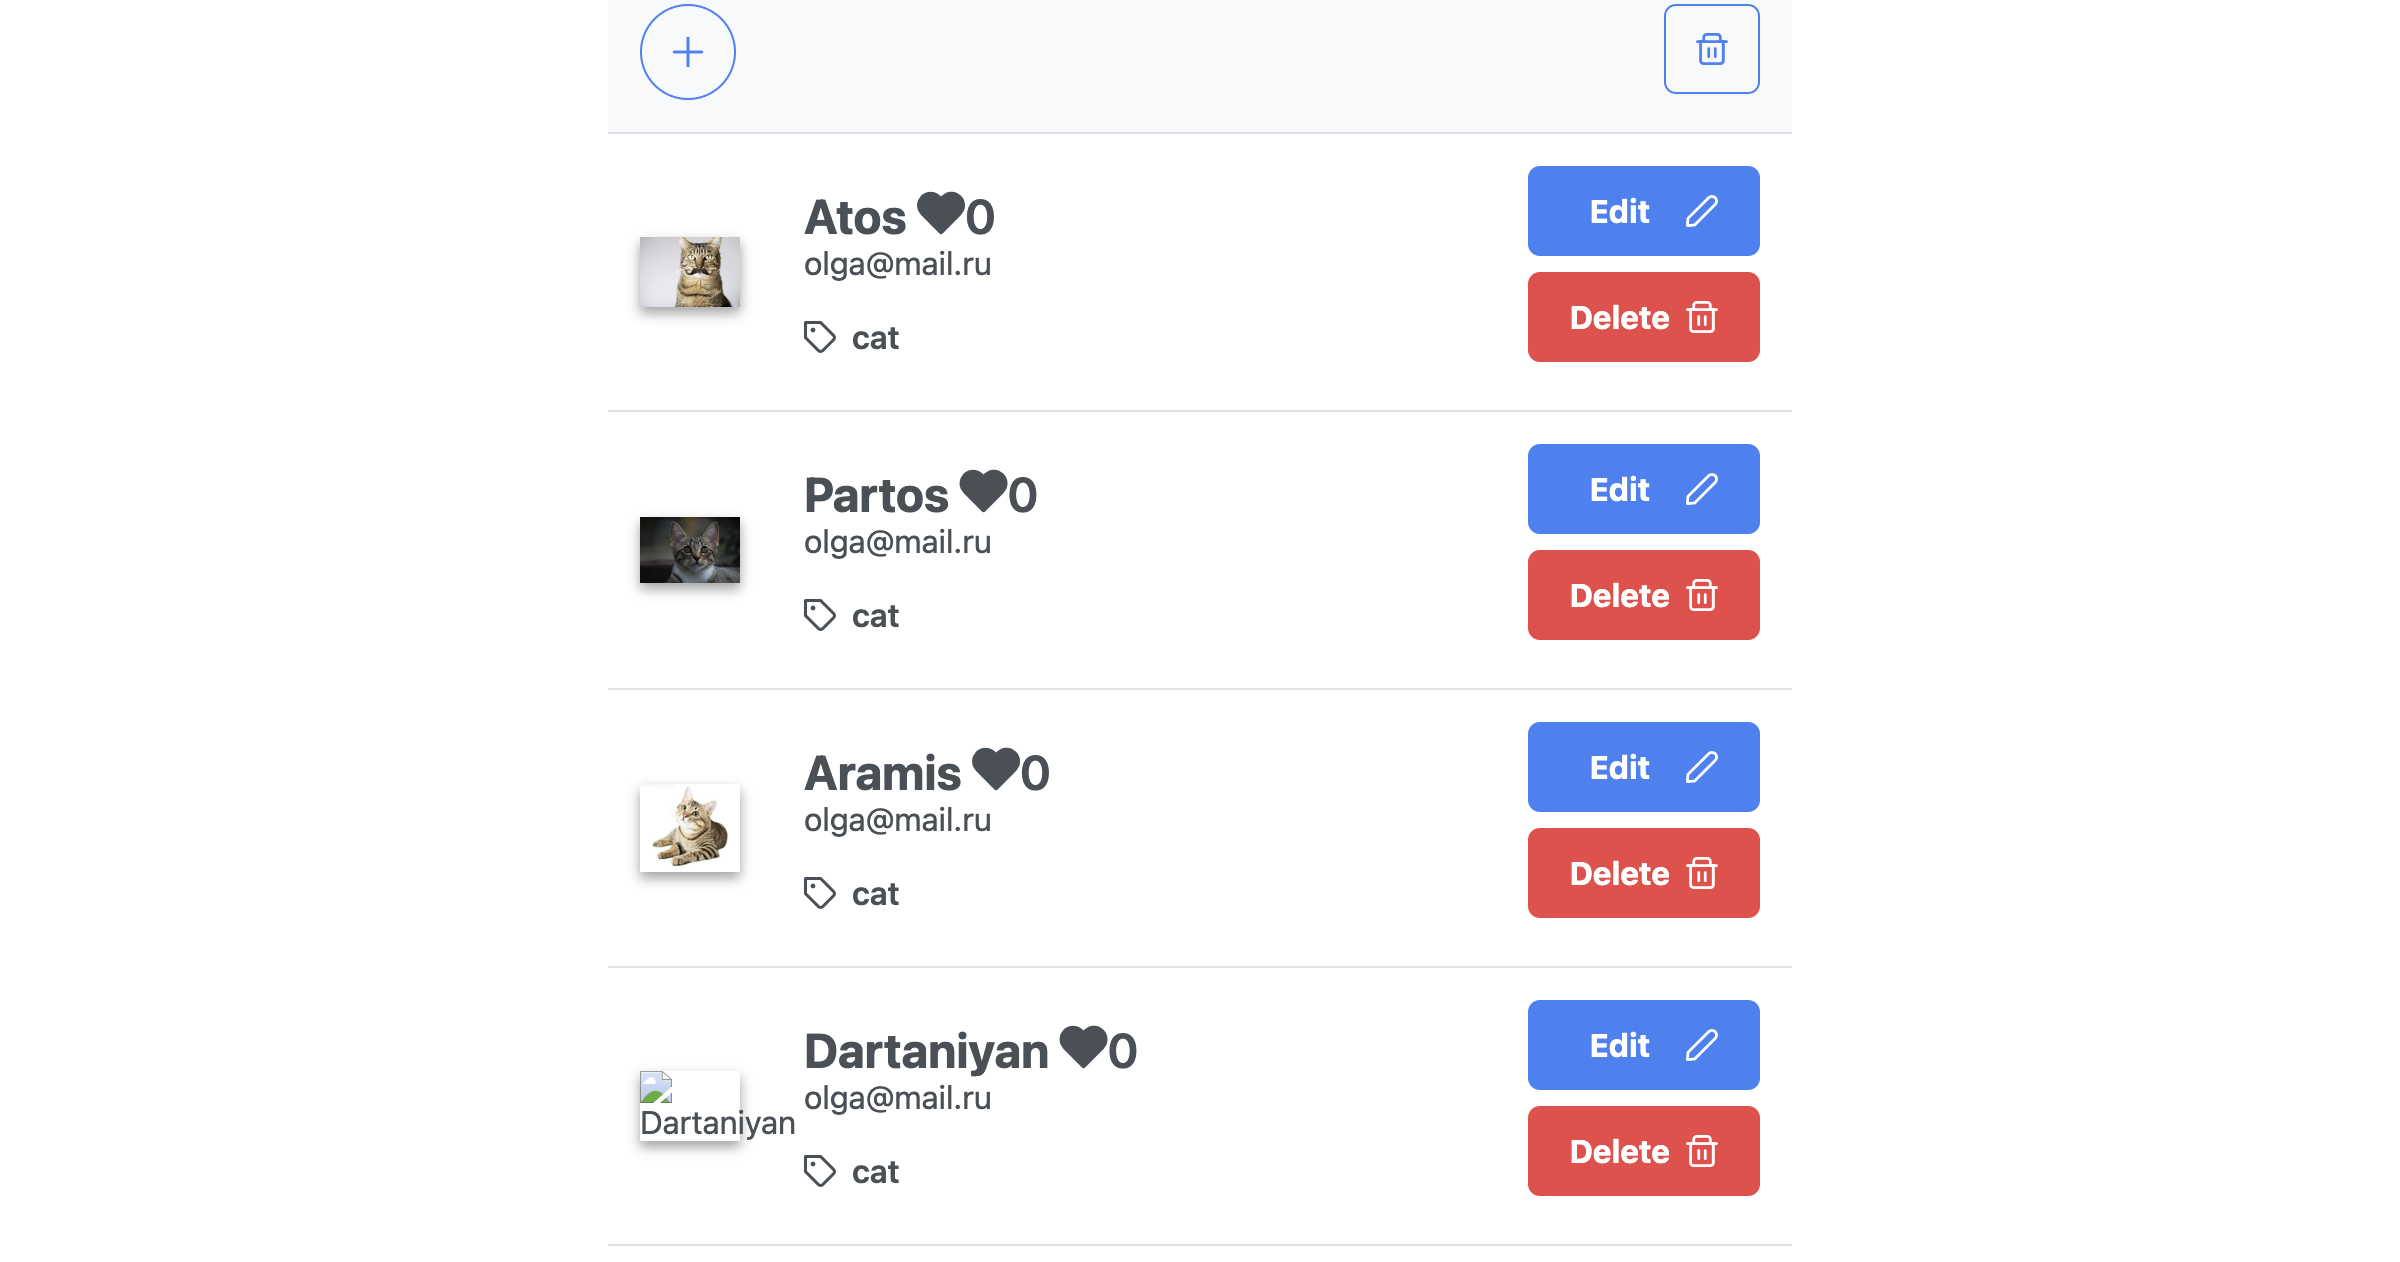 Atos 0
olga@mail.ru
cat
Edit
Delete
Partos 0
olga@mail.ru
cat
Edit
Delete
Aramis 0
olga@mail.ru
cat
Edit
Delete
Dartaniyan 0
olga@mail.ru
Dartaniyan
cat
Edit
Delete